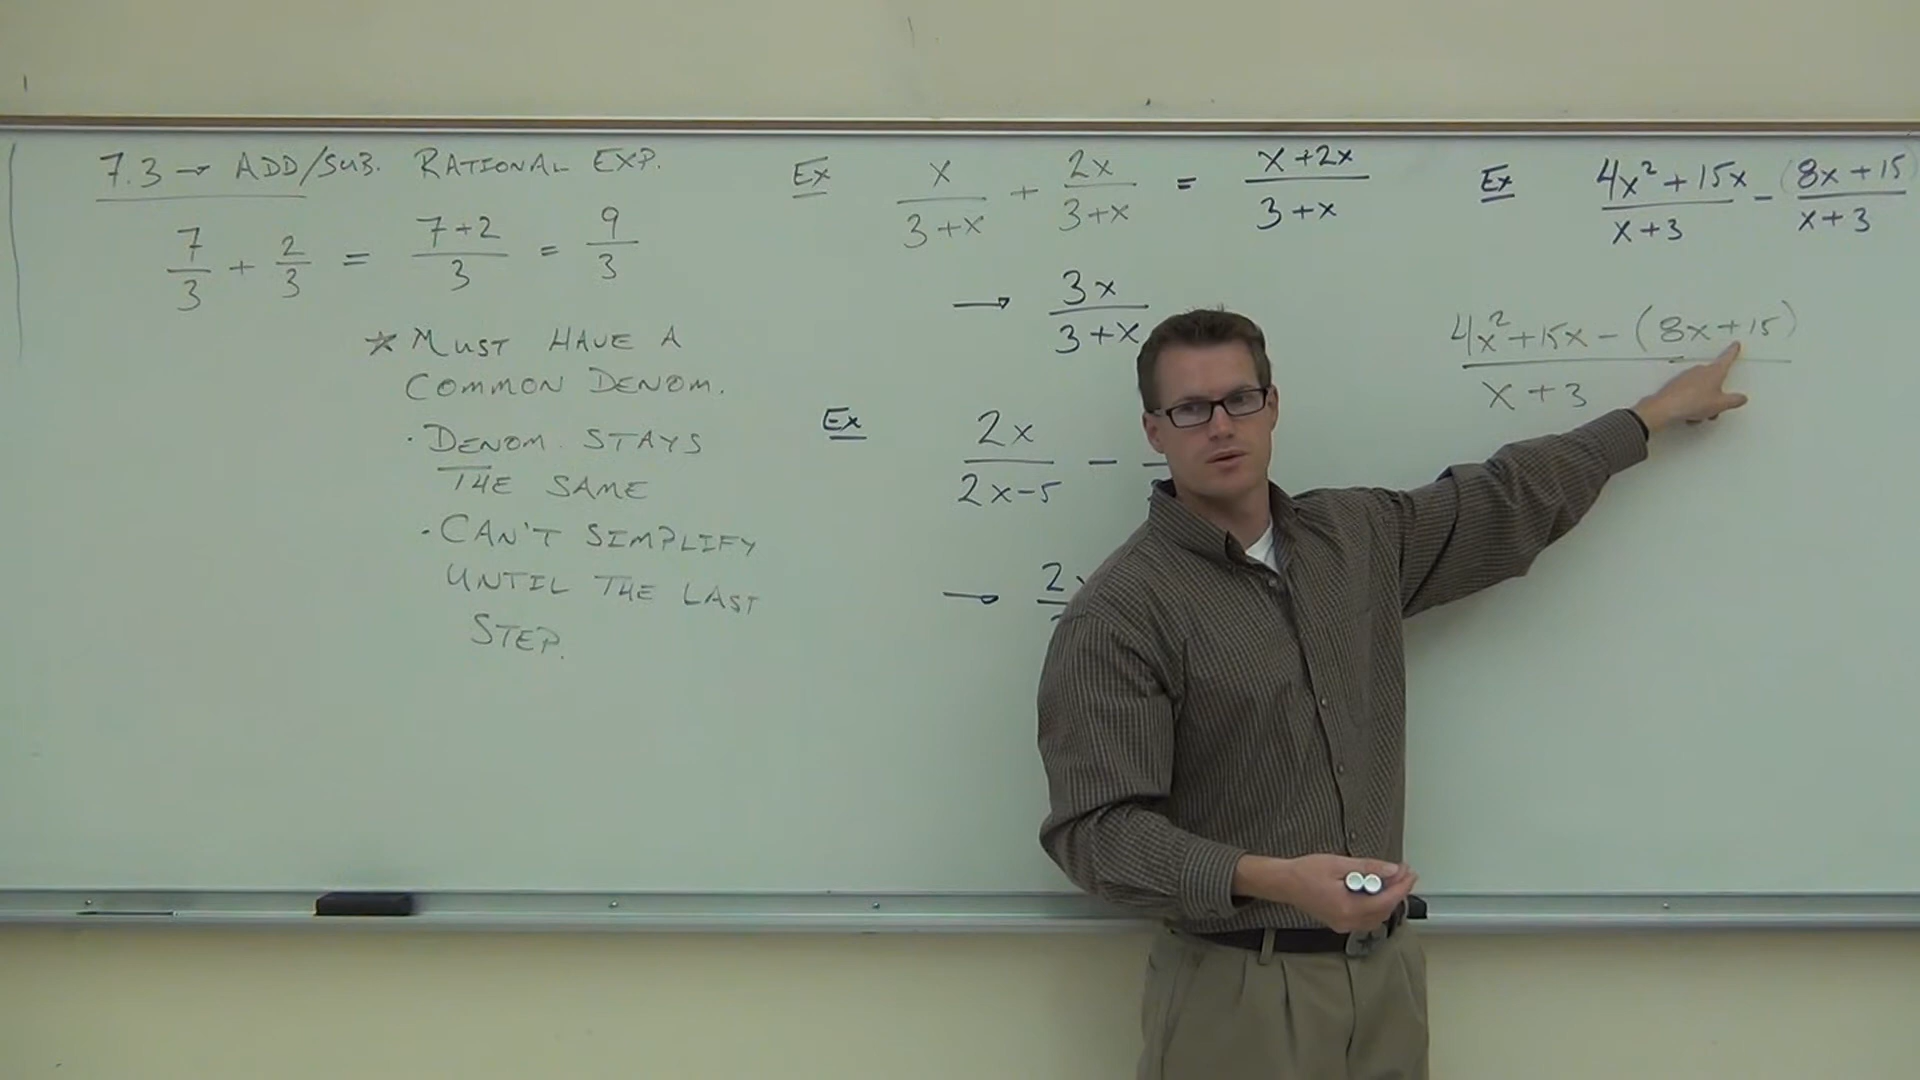 7.3 → ADD/SUB. RATIONAL EXP.
7/3 + 2/3 = (7+2)/3 = 9/3
☆ MUST HAVE A
COMMON DENOM.
· DENOM. STAYS
THE SAME
· CAN'T SIMPLIFY
UNTIL THE LAST
STEP.
Ex x/(3+x) + 2x/(3+x) = (x+2x)/(3+x)
→ 3x/(3+x)
Ex 2x/(2x-5) -
→ 2
Ex (4x²+15x)/(x+3) - (8x+15)/(x+3)
(4x²+15x-(8x+15))/(x+3)